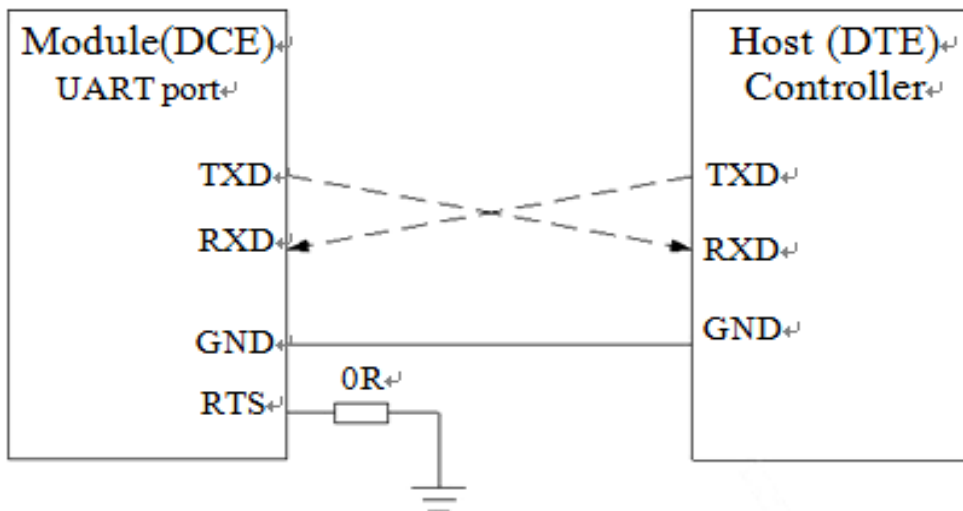 Module(DCE)↵
UART port↵
TXD↵
RXD↵
GND↵
RTS↵
0R↵
Host (DTE)↵
Controller↵
TXD↵
RXD↵
GND↵